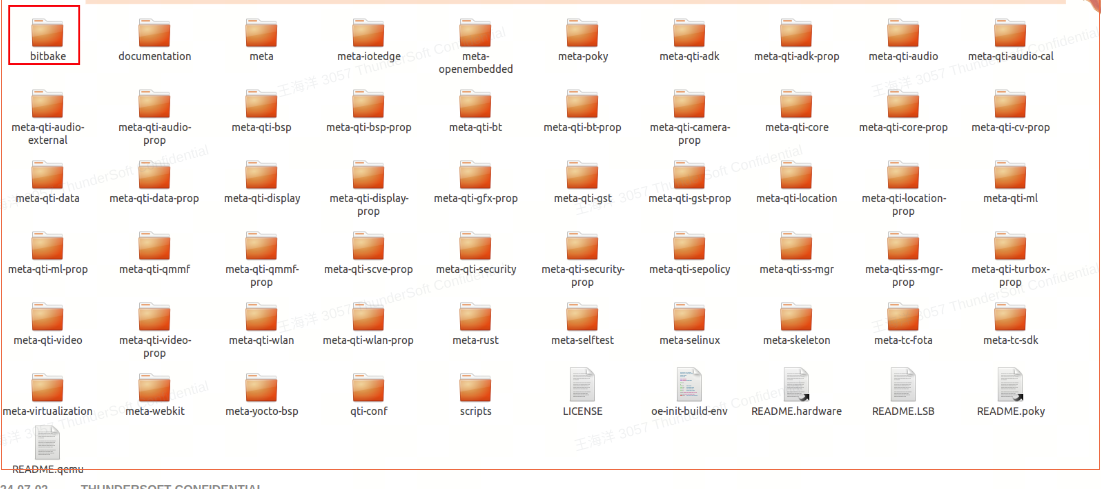 bitbake documentation meta meta-iotedge meta-openembedded meta-poky meta-qti-adk meta-qti-adk-prop meta-qti-audio meta-qti-audio-cal
meta-qti-audio-external meta-qti-audio-prop meta-qti-bsp meta-qti-bsp-prop meta-qti-bt meta-qti-bt-prop meta-qti-camera-prop meta-qti-core meta-qti-core-prop meta-qti-cv-prop
meta-qti-data meta-qti-data-prop meta-qti-display meta-qti-display-prop meta-qti-gfx-prop meta-qti-gst meta-qti-gst-prop meta-qti-location meta-qti-location-prop meta-qti-ml
meta-qti-ml-prop meta-qti-qmmf meta-qti-qmmf-prop meta-qti-scve-prop meta-qti-security meta-qti-security-prop meta-qti-sepolicy meta-qti-ss-mgr meta-qti-ss-mgr-prop meta-qti-turbox-prop
meta-qti-video meta-qti-video-prop meta-qti-wlan meta-qti-wlan-prop meta-rust meta-selftest meta-selinux meta-skeleton meta-tc-fota meta-tc-sdk
meta-virtualization meta-webkit meta-yocto-bsp qti-conf scripts LICENSE oe-init-build-env README.hardware README.LSB README.poky
README.qemu
王海洋 3057 ThunderSoft Confidential
24-07-02 THUNDERSOFT CONFIDENTIAL